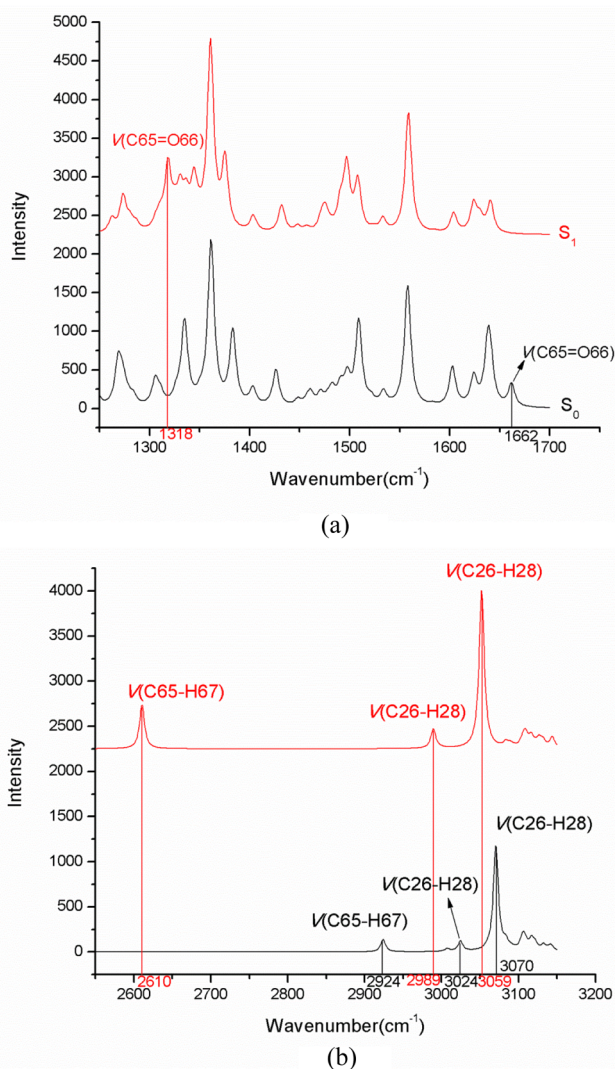 5000
4500
4000
3500
3000
2500
2000
1500
1000
500
0
Intensity
V(C65=O66)
S1
V(C65=O66)
S0
1318
1662
1300 1400 1500 1600 1700
Wavenumber(cm-1)
(a)
4000
3500
3000
2500
2000
1500
1000
500
0
Intensity
V(C26-H28)
V(C65-H67)
V(C26-H28)
V(C26-H28)
V(C26-H28)
V(C65-H67)
3070
2610 2924 2989 3024 3059
2600 2700 2800 2900 3000 3100 3200
Wavenumber(cm-1)
(b)